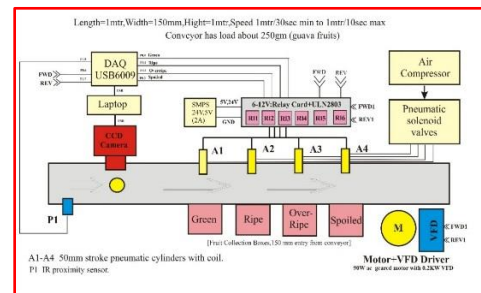 Length=1mtr,Width=150mm,Hight=1mtr,Speed 1mtr/30sec min to 1mtr/10sec max
Conveyor has load about 250gm (guava fruits)
DAQ
USB6009
Green
Ripe
Overripe
Spoiled
FWD
REV
Laptop
CCD
Camera
SMPS
24V,5V
(2A)
5V,24V
GND
FWD
REV
6-12V:Relay Card+ULN2803
Rl1
Rl2
Rl3
Rl4
Rl5
Rl6
FWD1
REV1
Air
Compressor
Pneumatic
solenoid
valves
A1
A2
A3
A4
P1
Green
Ripe
Over-
Ripe
Spoiled
[Fruit Collection Boxes,150 mm entry from conveyor]
M
VFD
FWD1
REV1
Motor+VFD Driver
50W ac geared motor with 0.2KW VFD
A1-A4 50mm stroke pneumatic cylinders with coil.
P1 IR proximity sensor.